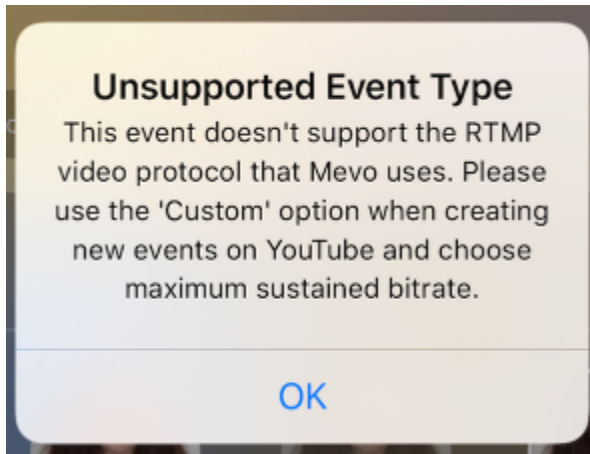 Unsupported Event Type
This event doesn't support the RTMP
video protocol that Mevo uses. Please
use the 'Custom' option when creating
new events on YouTube and choose
maximum sustained bitrate.
OK